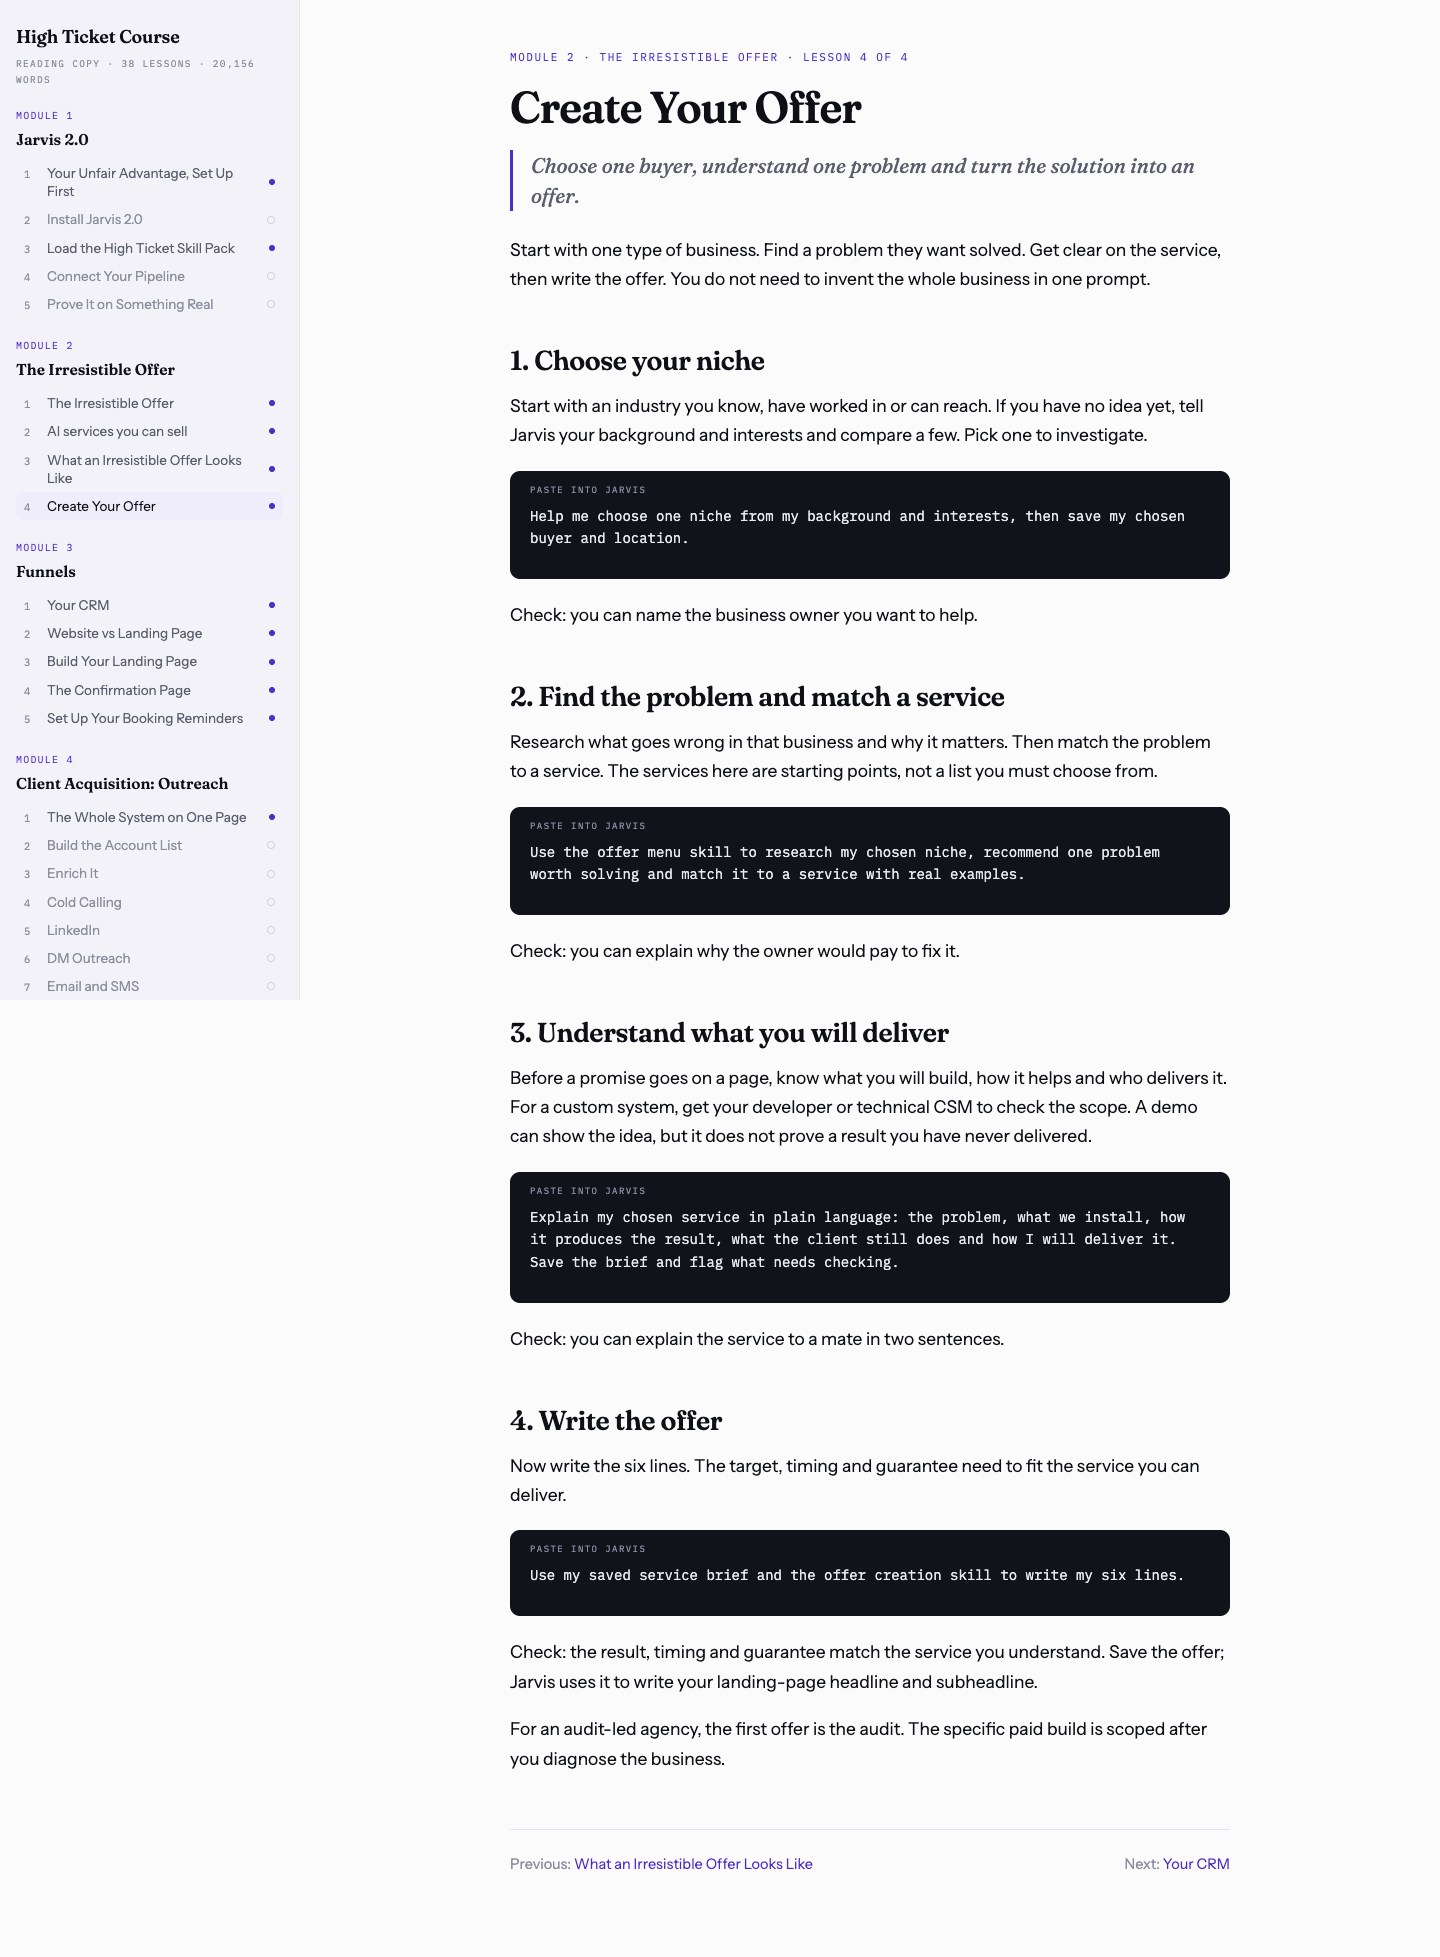 High Ticket Course
READING COPY · 38 LESSONS · 20,156
WORDS
MODULE 1
Jarvis 2.0
1 Your Unfair Advantage, Set Up
First
2 Install Jarvis 2.0
3 Load the High Ticket Skill Pack
4 Connect Your Pipeline
5 Prove It on Something Real
MODULE 2
The Irresistible Offer
1 The Irresistible Offer
2 AI services you can sell
3 What an Irresistible Offer Looks
Like
4 Create Your Offer
MODULE 3
Funnels
1 Your CRM
2 Website vs Landing Page
3 Build Your Landing Page
4 The Confirmation Page
5 Set Up Your Booking Reminders
MODULE 4
Client Acquisition: Outreach
1 The Whole System on One Page
2 Build the Account List
3 Enrich It
4 Cold Calling
5 LinkedIn
6 DM Outreach
7 Email and SMS
MODULE 2 · THE IRRESISTIBLE OFFER · LESSON 4 OF 4
Create Your Offer
Choose one buyer, understand one problem and turn the solution into an
offer.
Start with one type of business. Find a problem they want solved. Get clear on the service,
then write the offer. You do not need to invent the whole business in one prompt.
1. Choose your niche
Start with an industry you know, have worked in or can reach. If you have no idea yet, tell
Jarvis your background and interests and compare a few. Pick one to investigate.
PASTE INTO JARVIS
Help me choose one niche from my background and interests, then save my chosen
buyer and location.
Check: you can name the business owner you want to help.
2. Find the problem and match a service
Research what goes wrong in that business and why it matters. Then match the problem
to a service. The services here are starting points, not a list you must choose from.
PASTE INTO JARVIS
Use the offer menu skill to research my chosen niche, recommend one problem
worth solving and match it to a service with real examples.
Check: you can explain why the owner would pay to fix it.
3. Understand what you will deliver
Before a promise goes on a page, know what you will build, how it helps and who delivers it.
For a custom system, get your developer or technical CSM to check the scope. A demo
can show the idea, but it does not prove a result you have never delivered.
PASTE INTO JARVIS
Explain my chosen service in plain language: the problem, what we install, how
it produces the result, what the client still does and how I will deliver it.
Save the brief and flag what needs checking.
Check: you can explain the service to a mate in two sentences.
4. Write the offer
Now write the six lines. The target, timing and guarantee need to fit the service you can
deliver.
PASTE INTO JARVIS
Use my saved service brief and the offer creation skill to write my six lines.
Check: the result, timing and guarantee match the service you understand. Save the offer;
Jarvis uses it to write your landing-page headline and subheadline.
For an audit-led agency, the first offer is the audit. The specific paid build is scoped after
you diagnose the business.
Previous: What an Irresistible Offer Looks Like
Next: Your CRM